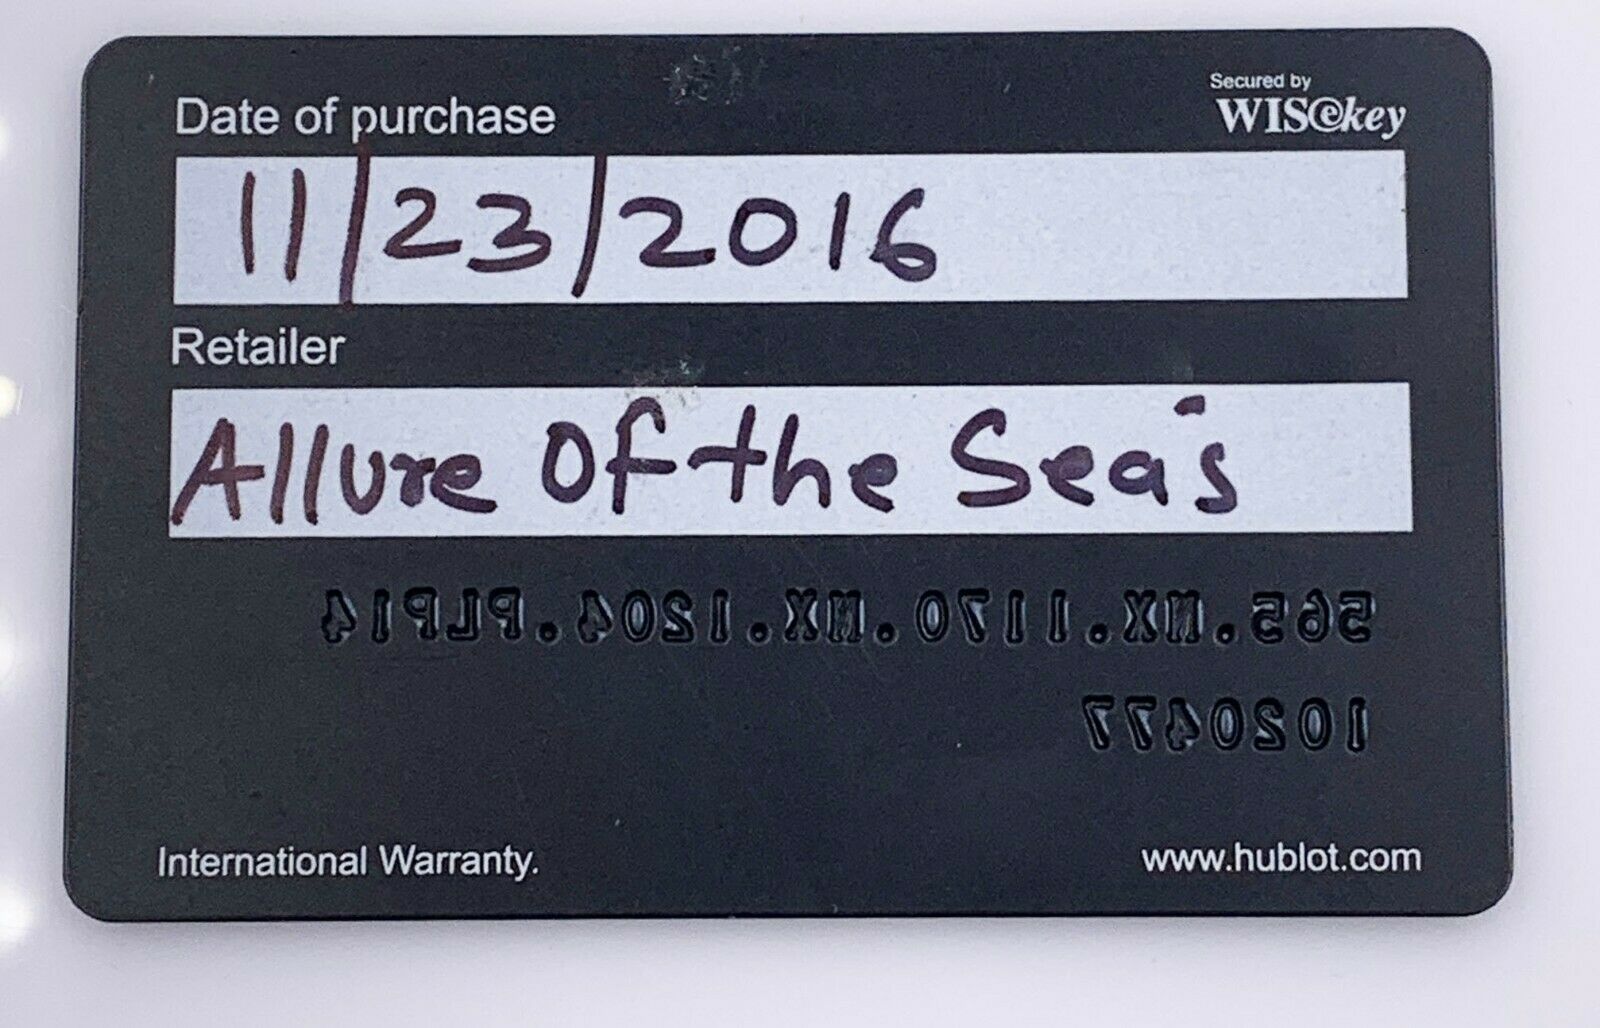 Secured by
WISekey
Date of purchase
11/23/2016
Retailer
Allure Of the Sea's
565.NX.1170.NX.1204.PLP14
1020477
International Warranty.
www.hublot.com